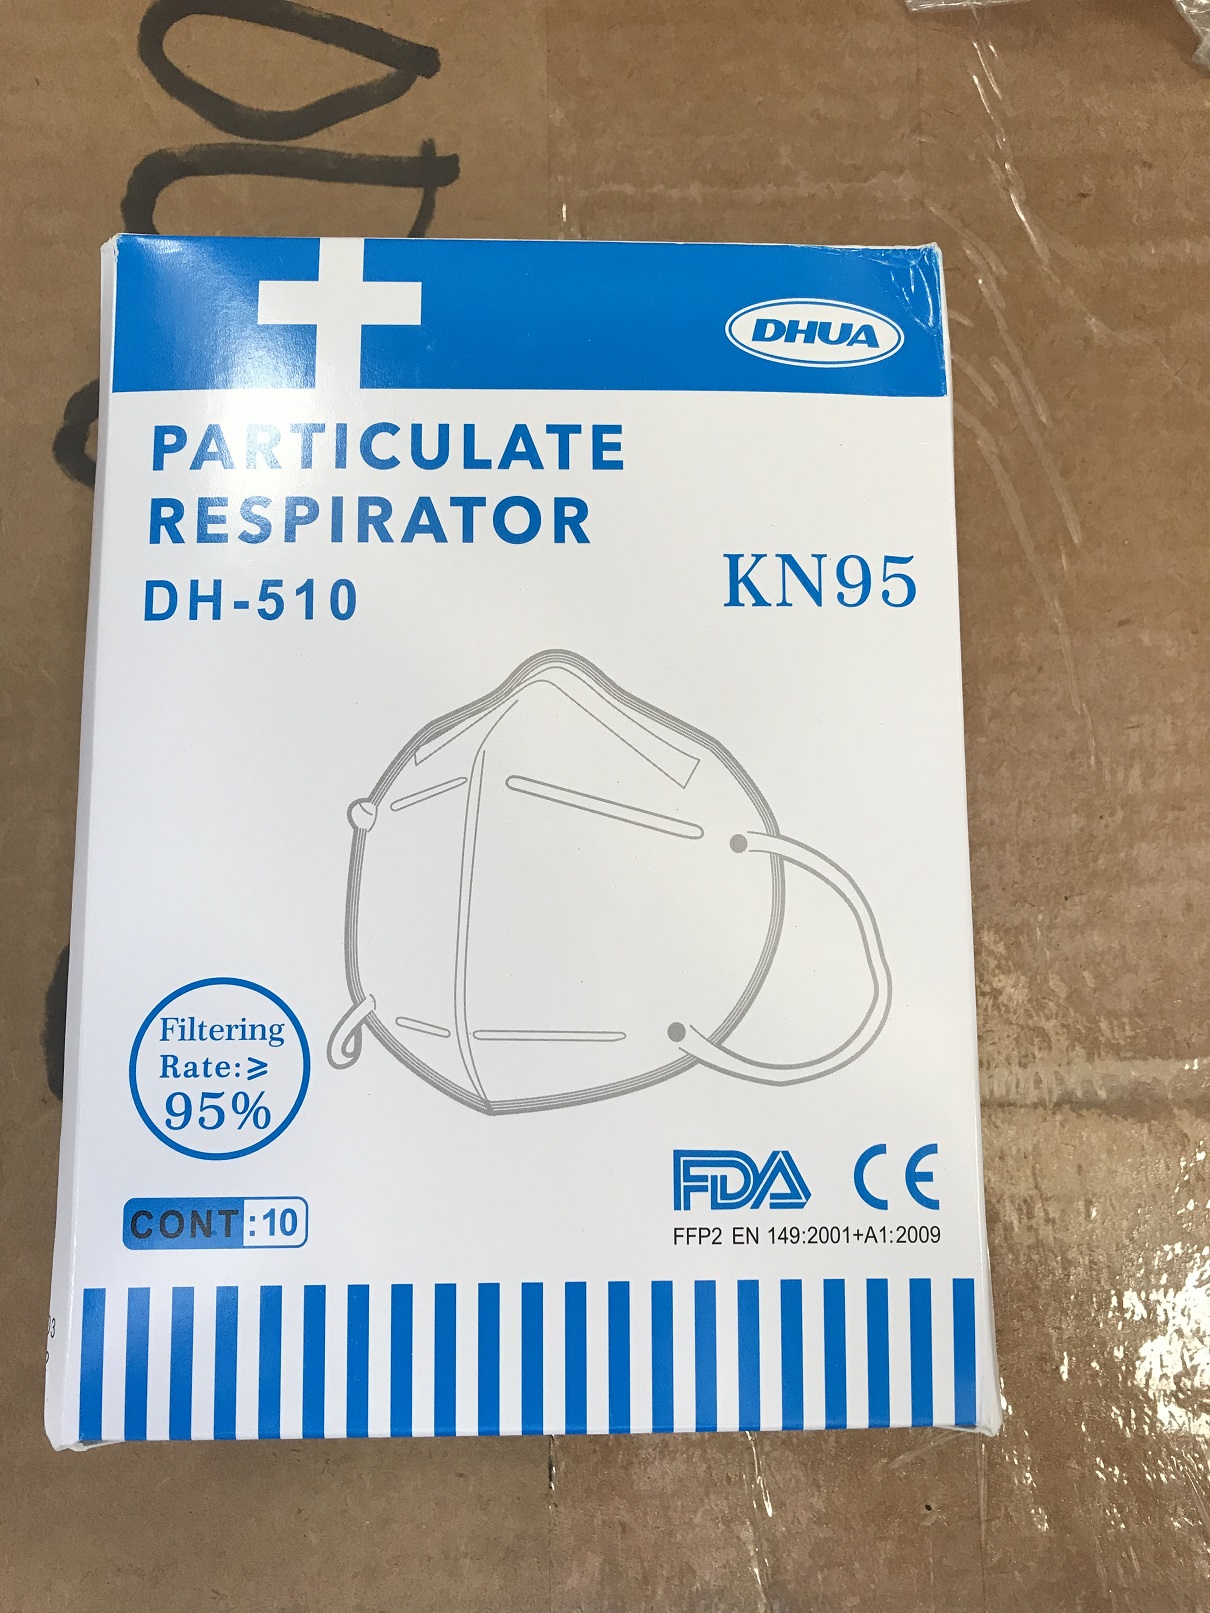 DHUA
PARTICULATE
RESPIRATOR
DH-510
KN95
Filtering
Rate:⩾
95%
CONT:10
FDA CE
FFP2 EN 149:2001+A1:2009